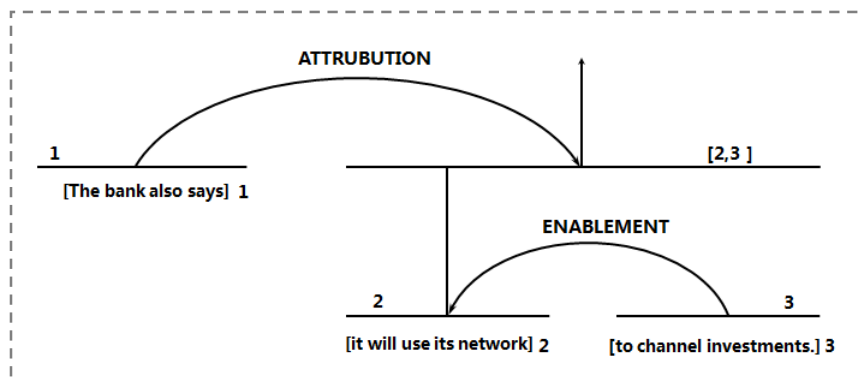 ATTRUBUTION
1
[2,3 ]
[The bank also says] 1
ENABLEMENT
2
3
[it will use its network] 2
[to channel investments.] 3